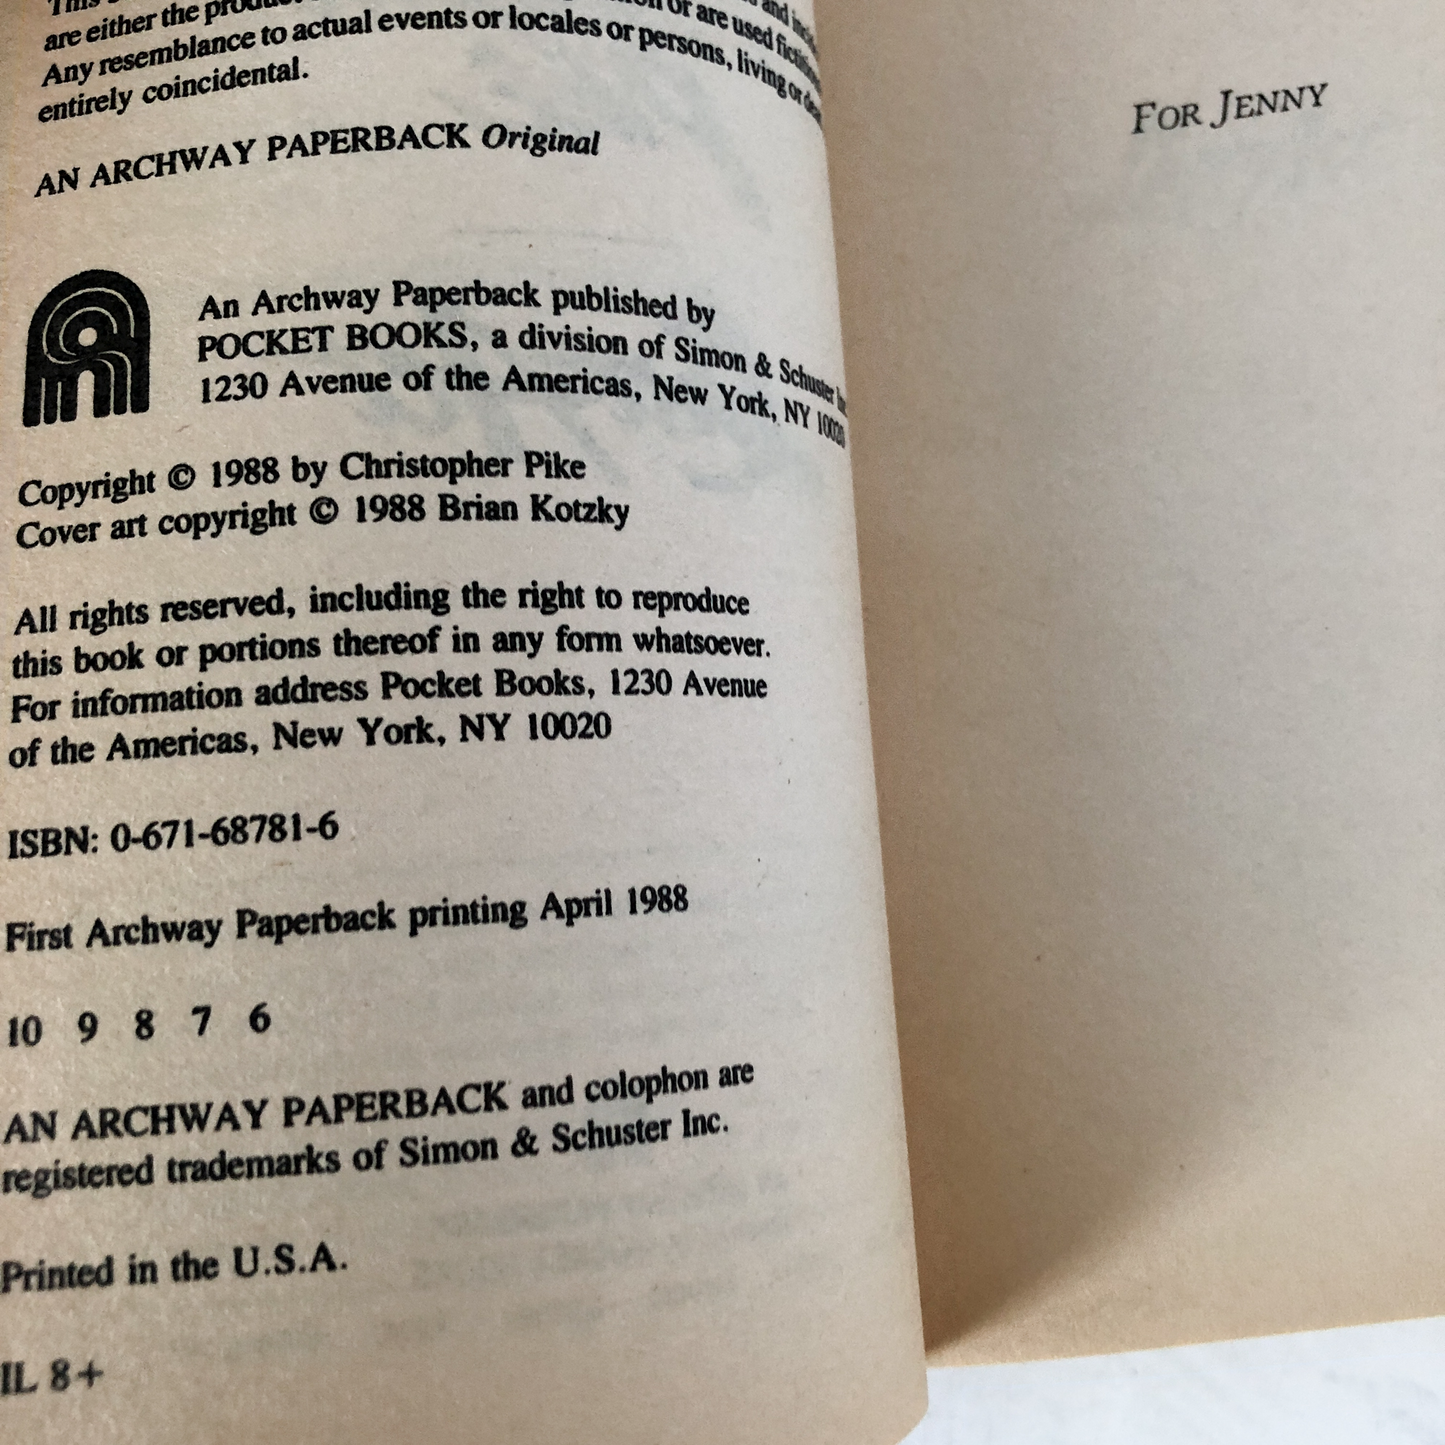 This
are either the product
or are used
Any resemblance to actual events or locales or persons, living or
entirely coincidental.
AN ARCHWAY PAPERBACK Original
An Archway Paperback published by
POCKET BOOKS, a division of Simon & Schuster
1230 Avenue of the Americas, New York, NY 10020
Copyright © 1988 by Christopher Pike
Cover art copyright © 1988 Brian Kotzky
All rights reserved, including the right to reproduce
this book or portions thereof in any form whatsoever.
For information address Pocket Books, 1230 Avenue
of the Americas, New York, NY 10020
ISBN: 0-671-68781-6
First Archway Paperback printing April 1988
10 9 8 7 6
AN ARCHWAY PAPERBACK and colophon are
registered trademarks of Simon & Schuster Inc.
Printed in the U.S.A.
IL 8+
FOR JENNY